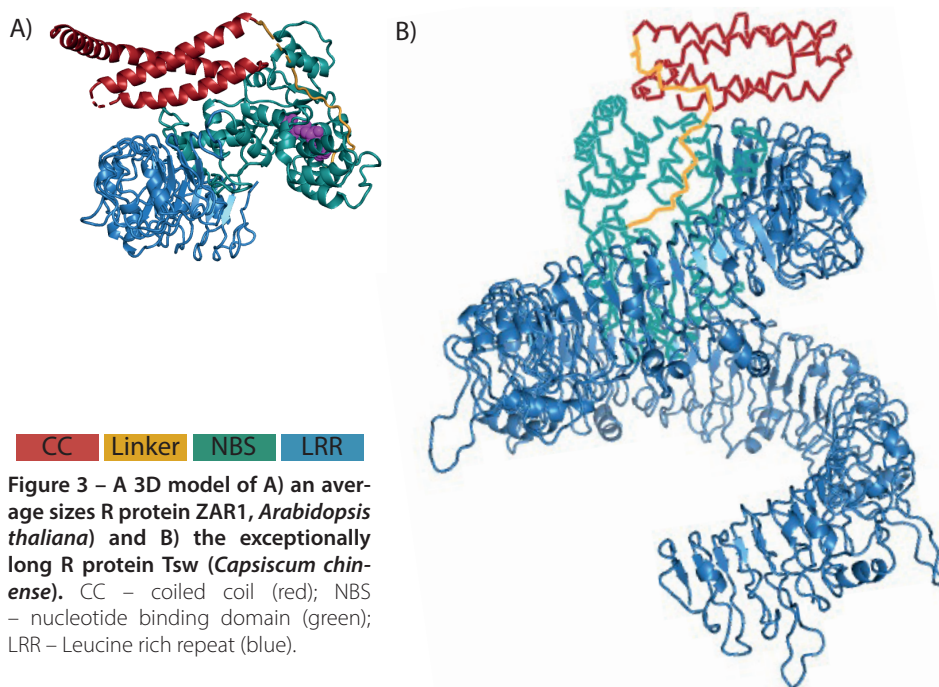 A)
B)
CC Linker NBS LRR
Figure 3 – A 3D model of A) an aver-
age sizes R protein ZAR1, Arabidopsis
thaliana) and B) the exceptionally
long R protein Tsw (Capsiscum chin-
ense). CC – coiled coil (red); NBS
– nucleotide binding domain (green);
LRR – Leucine rich repeat (blue).